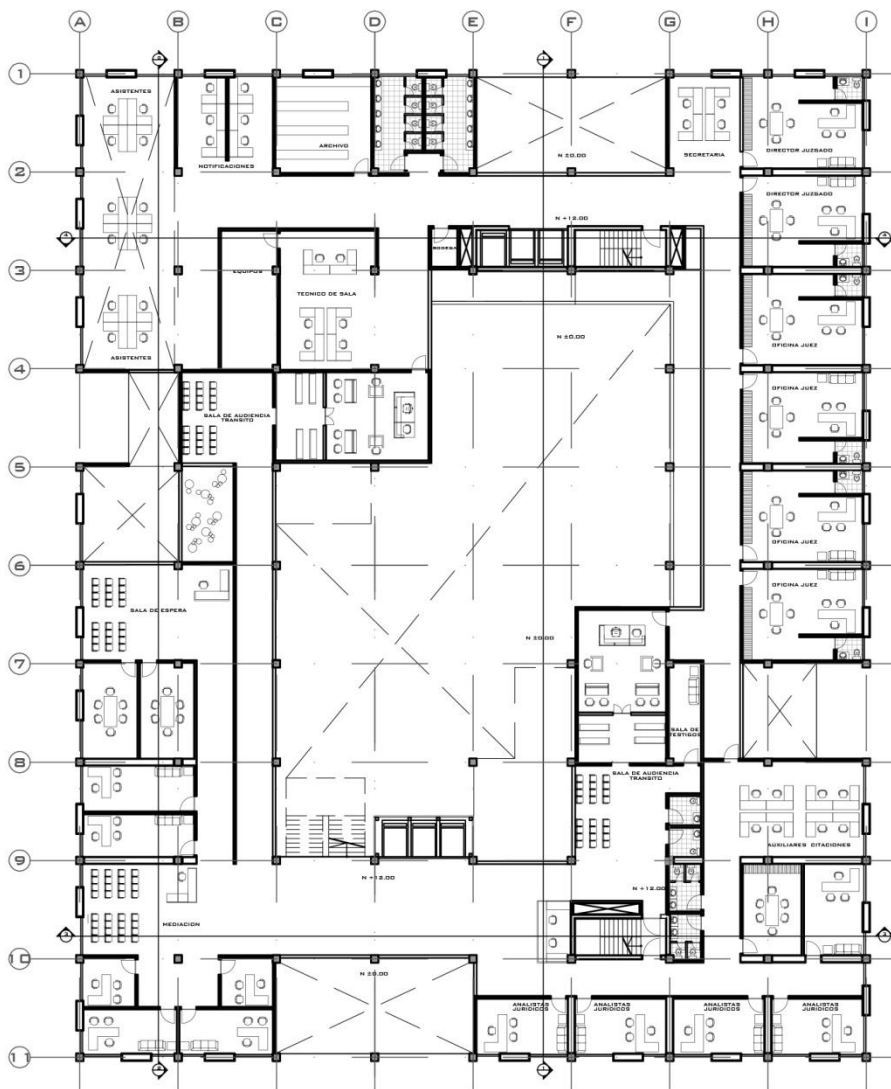 A B C D E F G H I
1
ASISTENTES
NOTIFICACIONES
ARCHIVO
N ±0.00
SECRETARIA
DIRECTOR JUZGADO
2
DIRECTOR JUZGADO
N +12.00
BODEGA
3
EQUIPOS
TECNICO DE SALA
N ±0.00
OFICINA JUEZ
ASISTENTES
4
SALA DE AUDIENCIA
TRANSITO
OFICINA JUEZ
5
OFICINA JUEZ
6
SALA DE ESPERA
OFICINA JUEZ
N ±0.00
7
SALA DE
TESTIGOS
8
SALA DE AUDIENCIA
TRANSITO
AUXILIARES CITACIONES
9
N +12.00
N +12.00
MEDIACION
10
N ±0.00
ANALISTAS
JURIDICOS
ANALISTAS
JURIDICOS
ANALISTAS
JURIDICOS
ANALISTAS
JURIDICOS
11